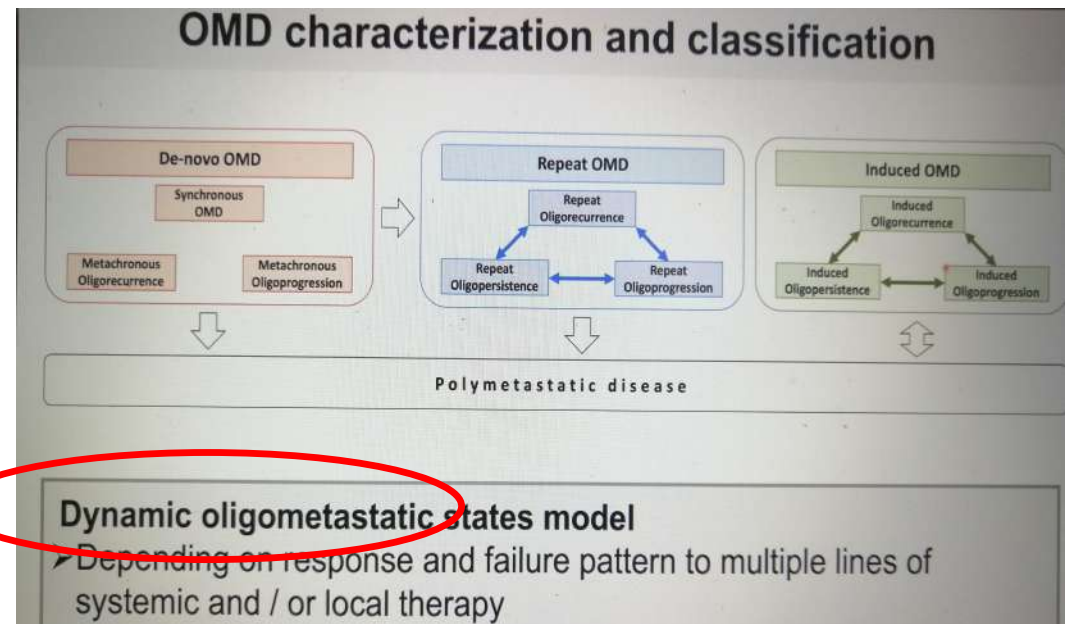 OMD characterization and classification
De-novo OMD
Synchronous
OMD
Metachronous
Oligorecurrence
Metachronous
Oligoprogression
Repeat OMD
Repeat
Oligorecurrence
Repeat
Oligopersistence
Repeat
Oligoprogression
Induced OMD
Induced
Oligorecurrence
Induced
Oligopersistence
Induced
Oligoprogression
Polymetastatic disease
Dynamic oligometastatic states model
➤Depending on response and failure pattern to multiple lines of
systemic and / or local therapy